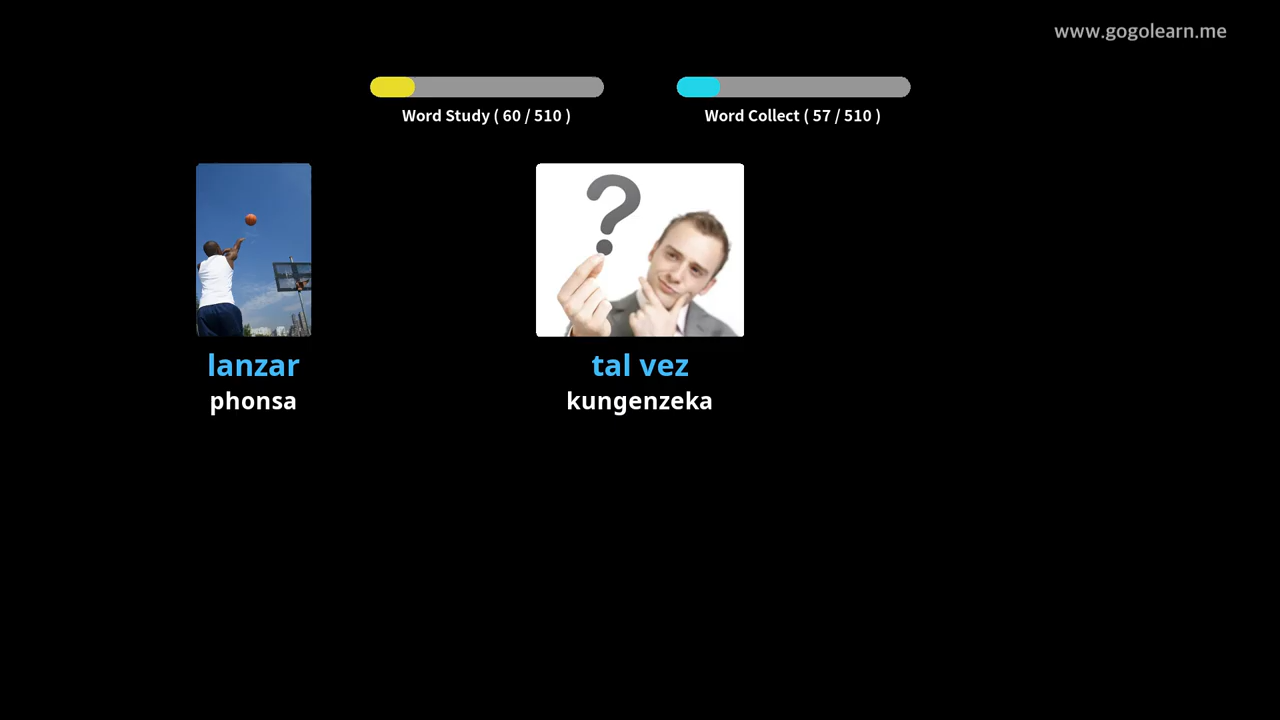 www.gogolearn.me
Word Study ( 60 / 510 )
Word Collect ( 57 / 510 )
lanzar
phonsa
tal vez
kungenzeka